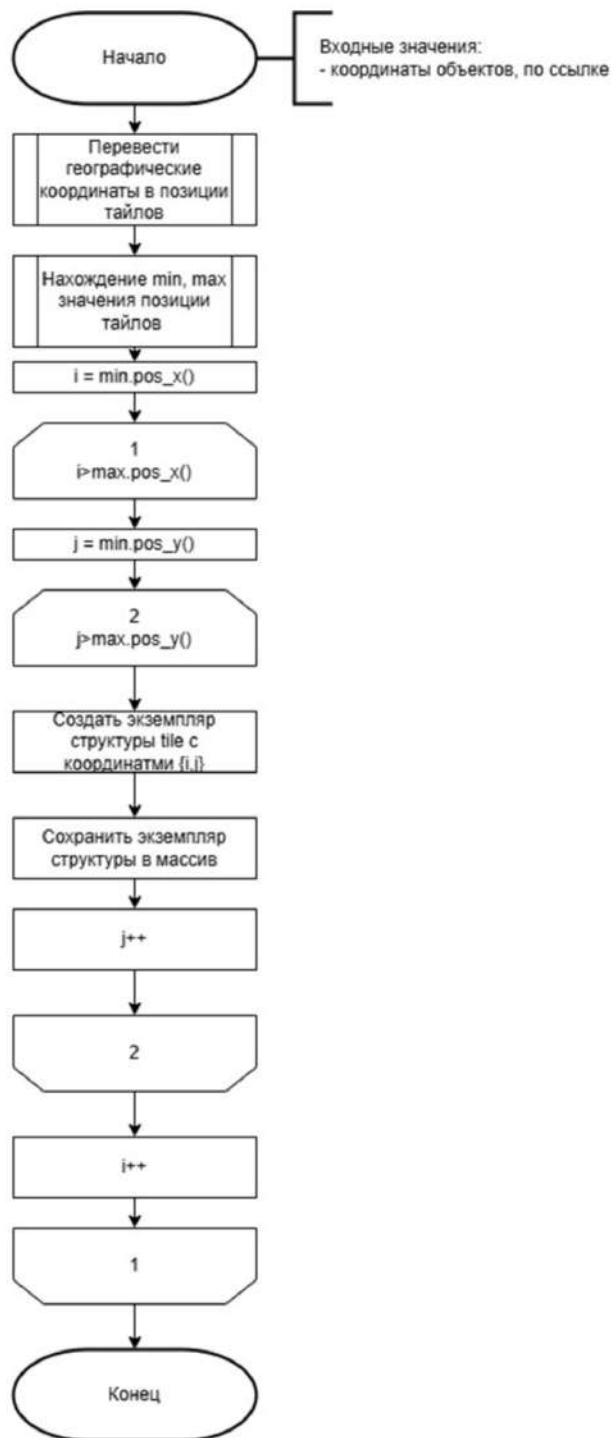 Начало
Входные значения:
- координаты объектов, по ссылке
Перевести
географические
координаты в позиции
тайлов
Нахождение min, max
значения позиции
тайлов
i = min.pos_x()
1
i>max.pos_x()
j = min.pos_y()
2
j>max.pos_y()
Создать экземпляр
структуры tile с
координатми {i,j}
Сохранить экземпляр
структуры в массив
j++
2
i++
1
Конец